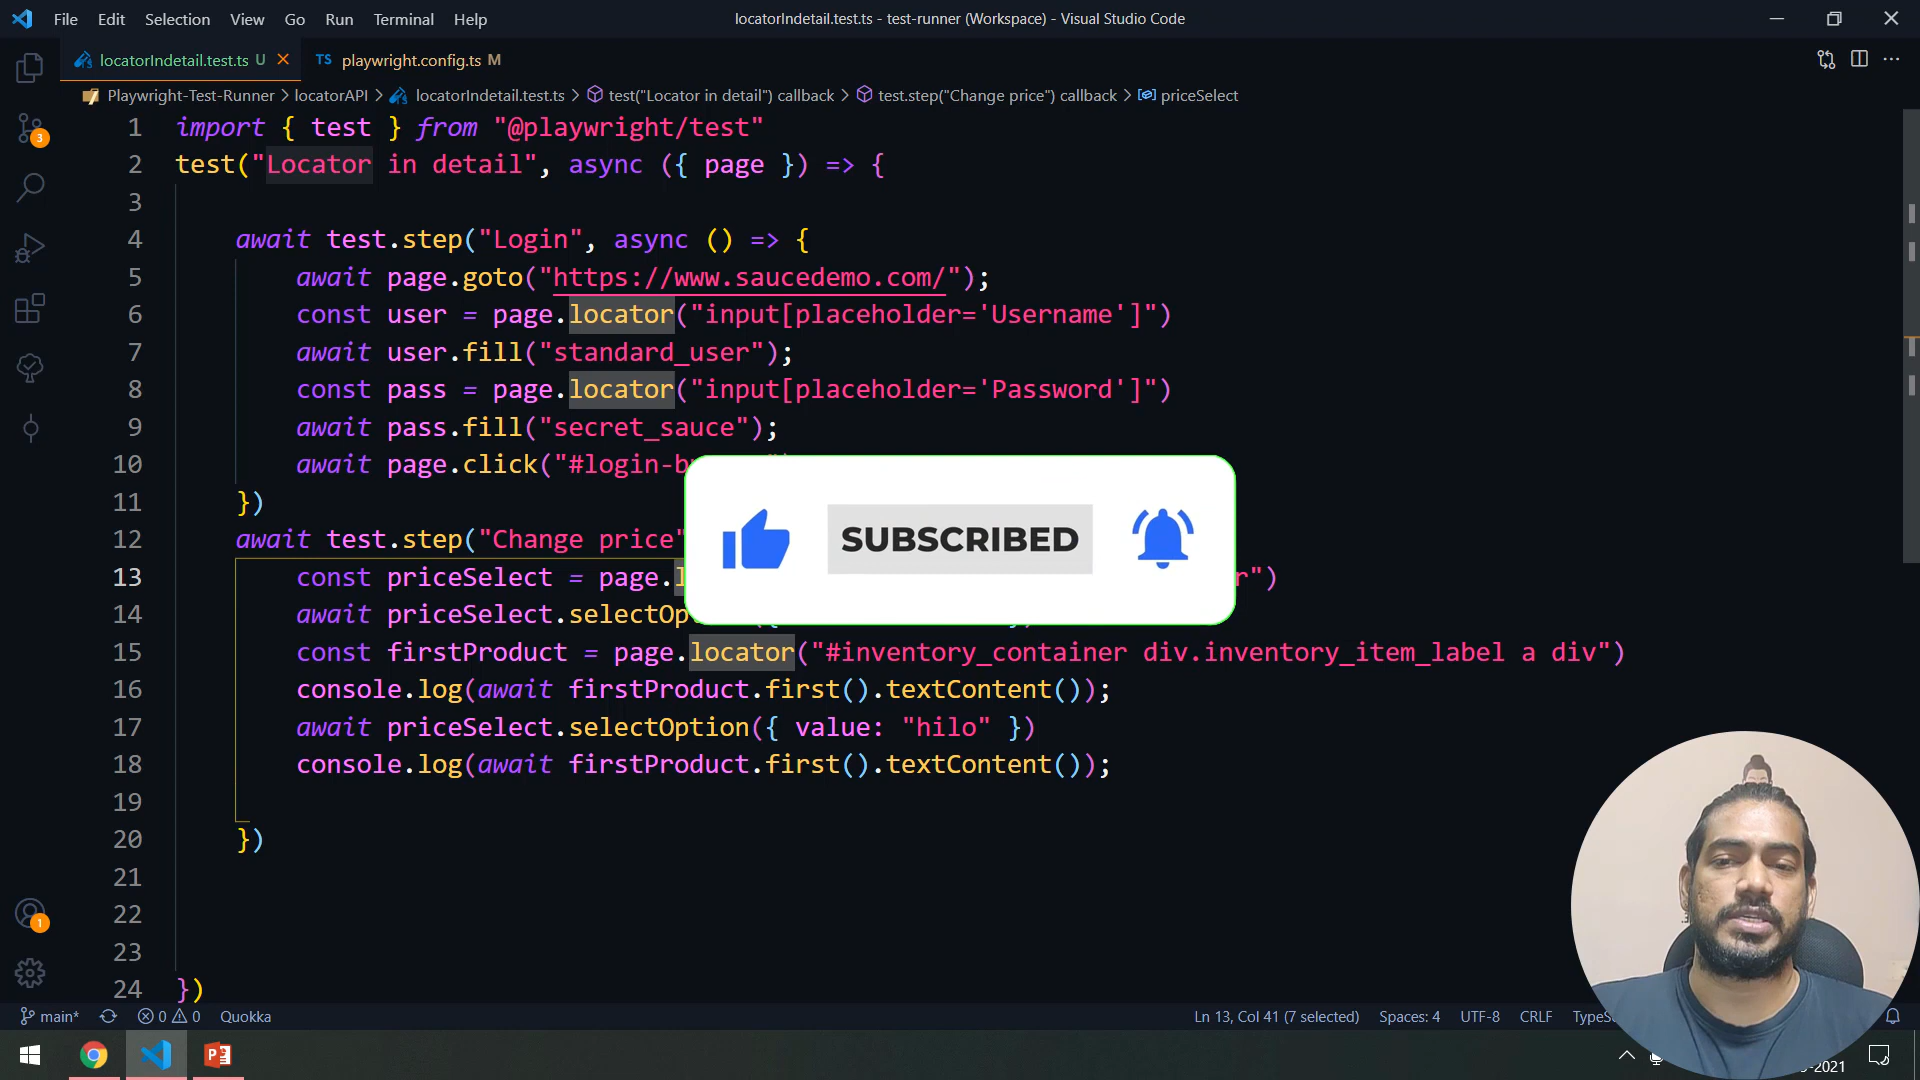 File Edit Selection View Go Run Terminal Help
locatorIndetail.test.ts - test-runner (Workspace) - Visual Studio Code
locatorIndetail.test.ts U
TS playwright.config.ts M
Playwright-Test-Runner > locatorAPI > locatorIndetail.test.ts > test("Locator in detail") callback > test.step("Change price") callback > priceSelect
1 import { test } from "@playwright/test"
2 test("Locator in detail", async ({ page }) => {
3
4 await test.step("Login", async () => {
5 await page.goto("https://www.saucedemo.com/");
6 const user = page.locator("input[placeholder='Username']")
7 await user.fill("standard_user");
8 const pass = page.locator("input[placeholder='Password']")
9 await pass.fill("secret_sauce");
10 await page.click("#login-b
11 })
12 await test.step("Change price"
13 const priceSelect = page.l r")
14 await priceSelect.selectOp
15 const firstProduct = page.locator("#inventory_container div.inventory_item_label a div")
16 console.log(await firstProduct.first().textContent());
17 await priceSelect.selectOption({ value: "hilo" })
18 console.log(await firstProduct.first().textContent());
19
20 })
21
22
23
24 })
SUBSCRIBED
3
1
main* 0 0 Quokka
Ln 13, Col 41 (7 selected) Spaces: 4 UTF-8 CRLF TypeSc
-2021